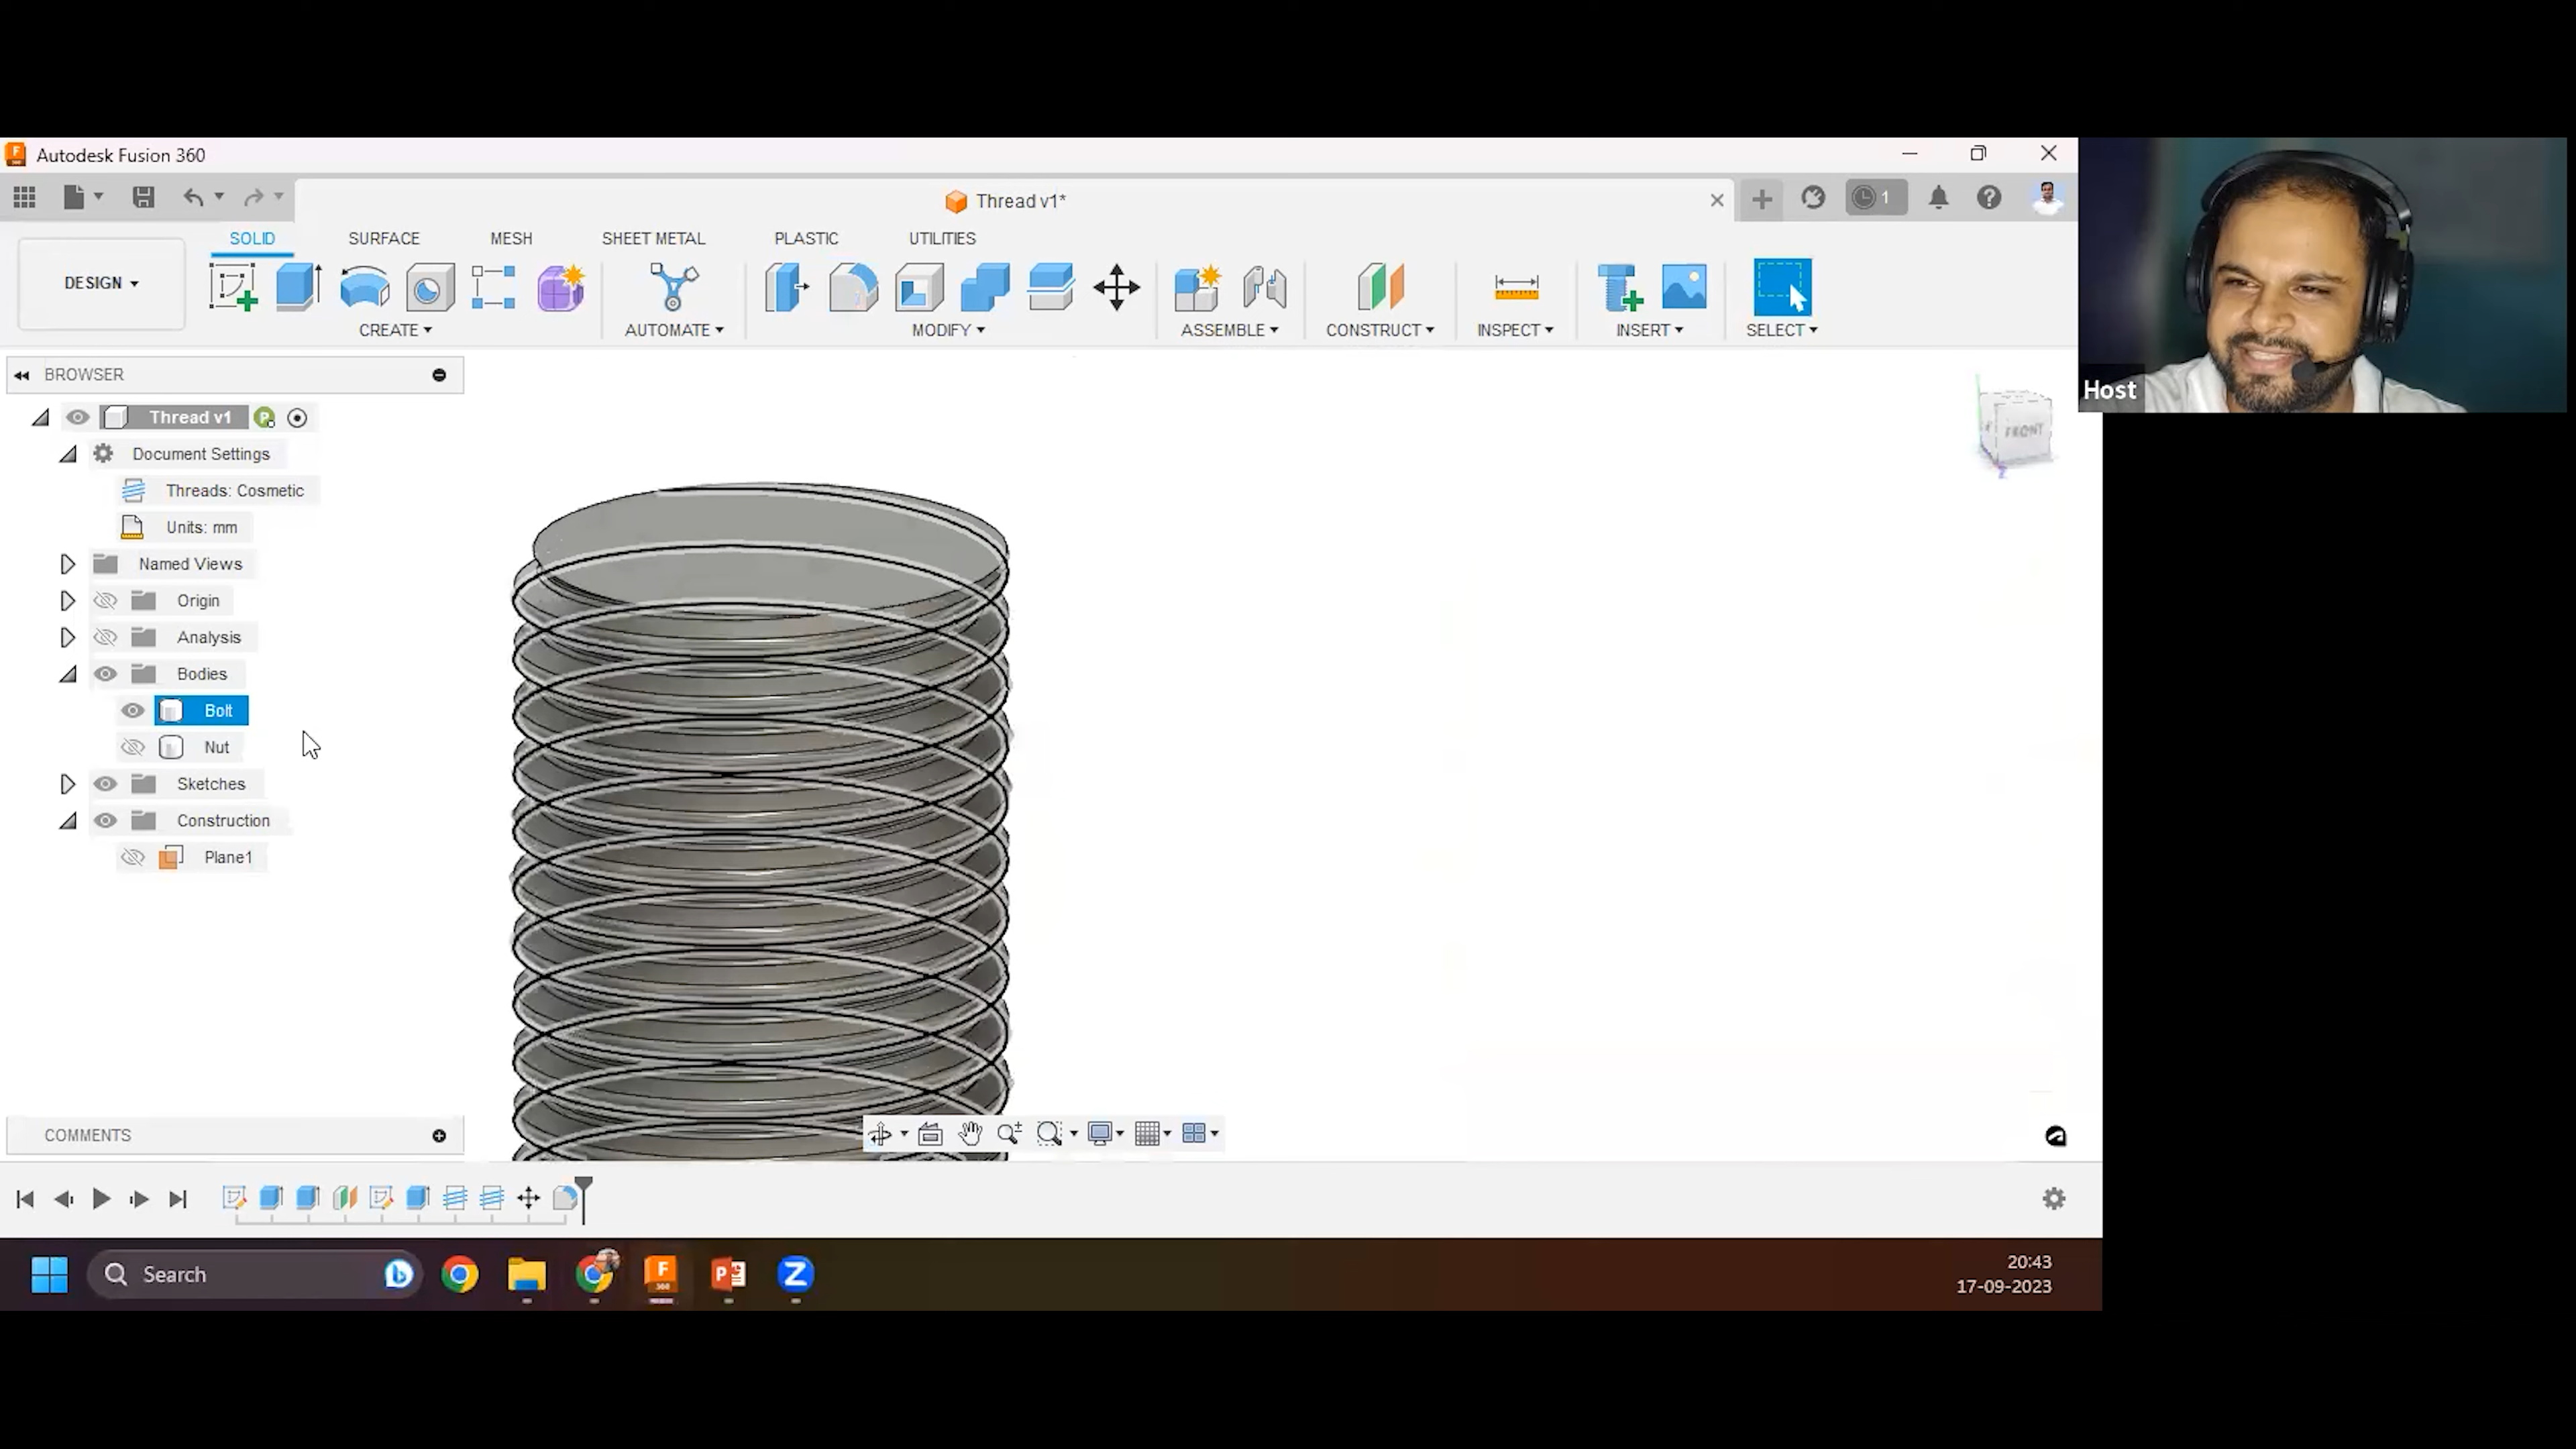 Autodesk Fusion 360
Thread v1*
1
SOLID SURFACE MESH SHEET METAL PLASTIC UTILITIES
DESIGN
CREATE AUTOMATE MODIFY ASSEMBLE CONSTRUCT INSPECT INSERT SELECT
Host
BROWSER
Thread v1
Document Settings
Threads: Cosmetic
Units: mm
Named Views
Origin
Analysis
Bodies
Bolt
Nut
Sketches
Construction
Plane1
FRONT
Z
COMMENTS
Search
20:43
17-09-2023